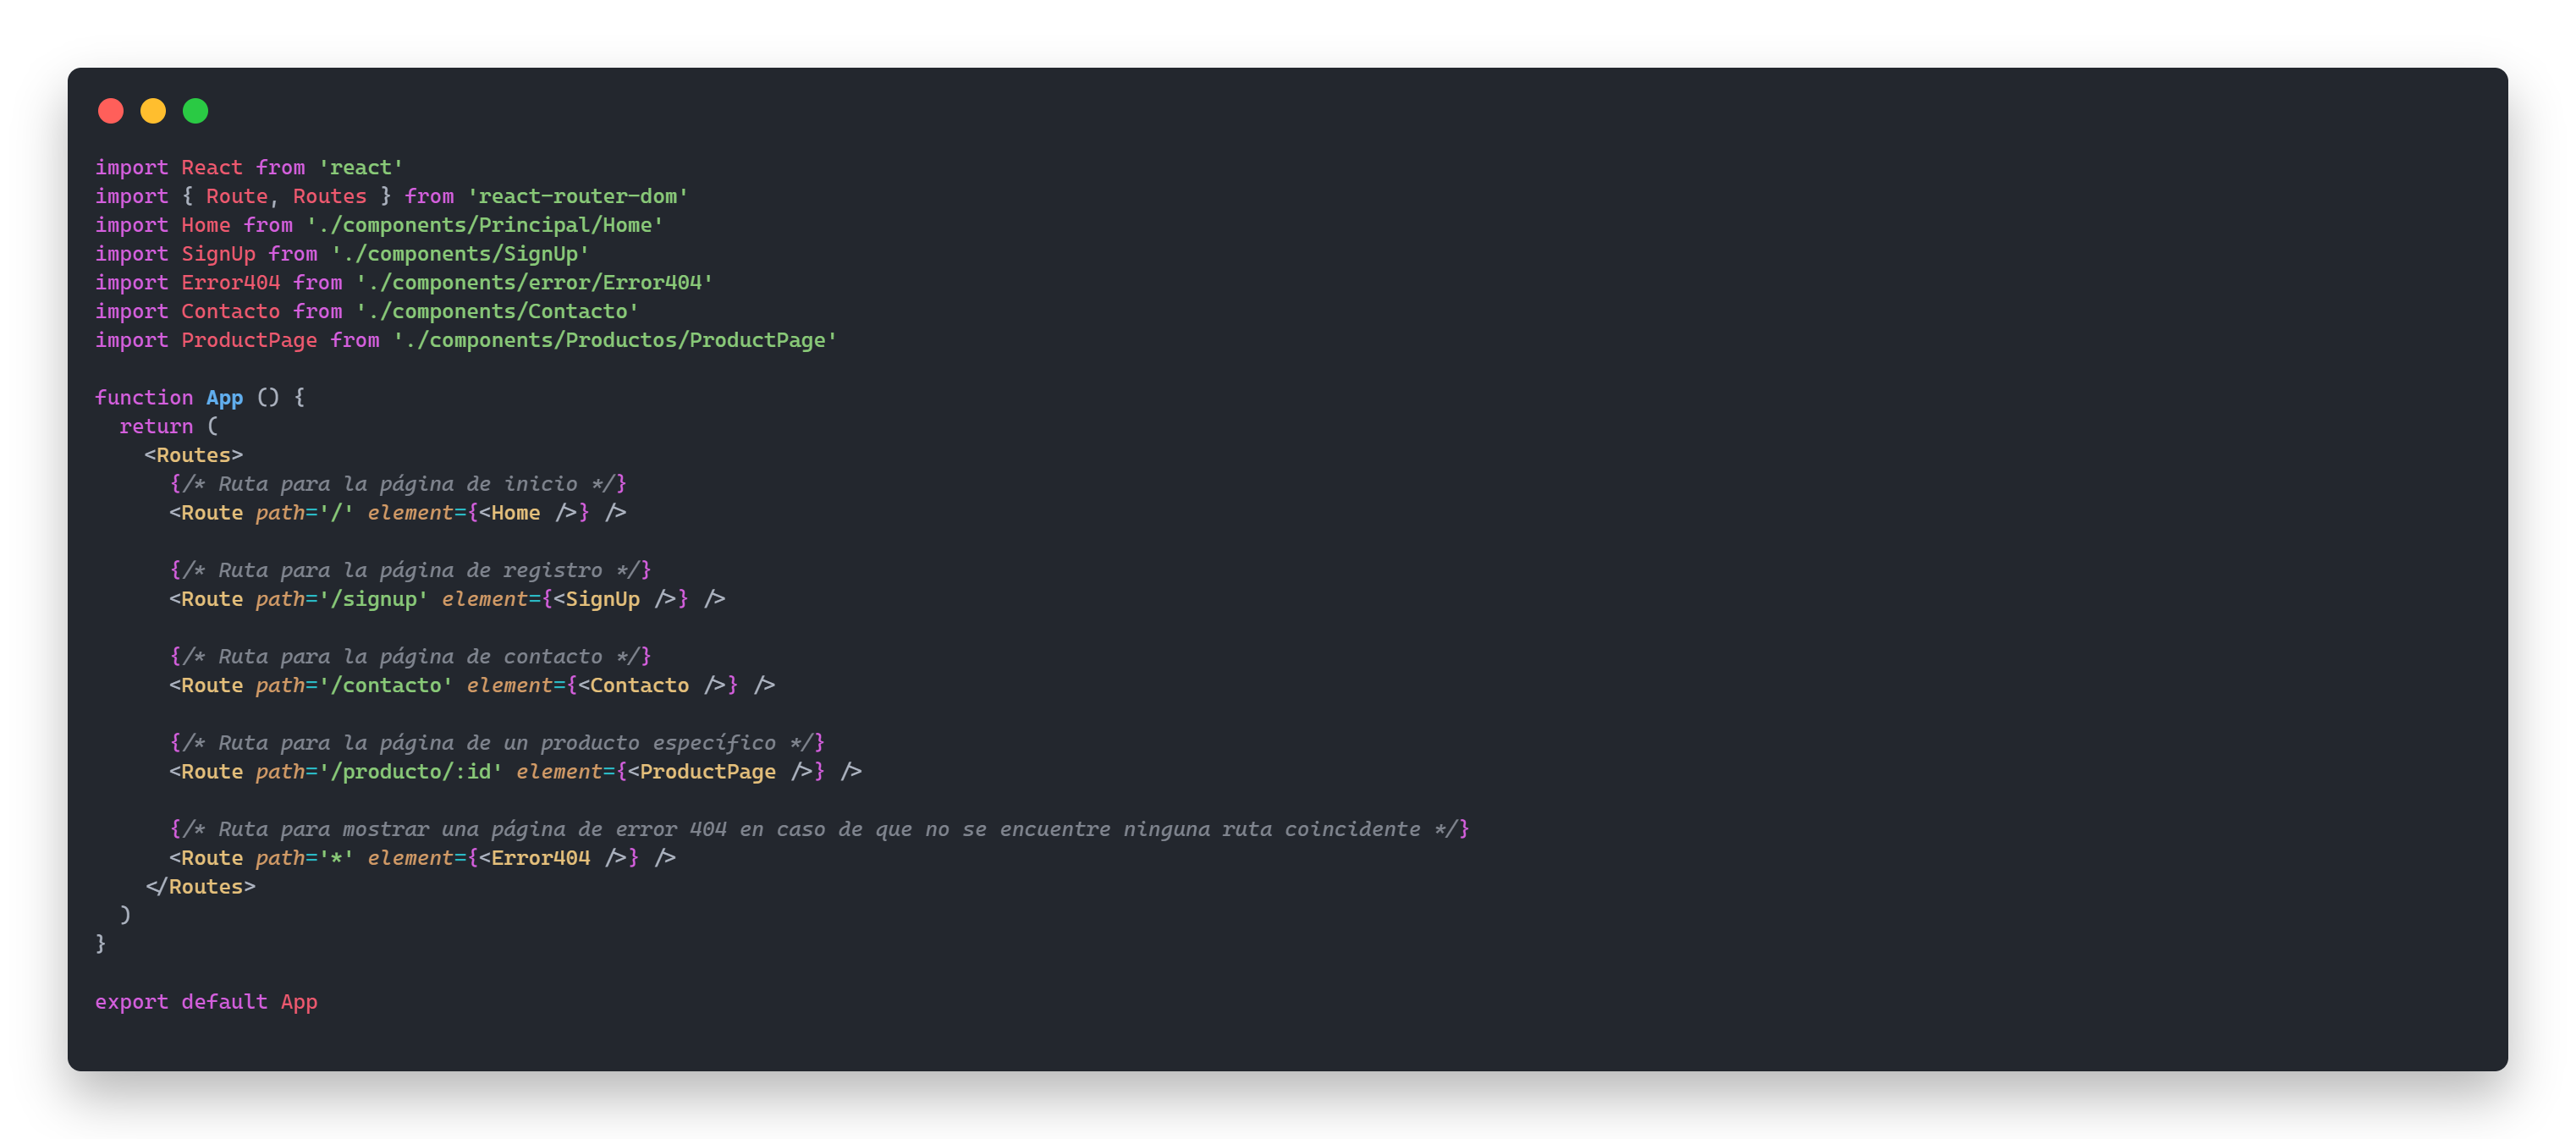 import React from 'react'
import { Route, Routes } from 'react-router-dom'
import Home from './components/Principal/Home'
import SignUp from './components/SignUp'
import Error404 from './components/error/Error404'
import Contacto from './components/Contacto'
import ProductPage from './components/Productos/ProductPage'

function App () {
  return (
    <Routes>
      {/* Ruta para la página de inicio */}
      <Route path='/' element={<Home />} />

      {/* Ruta para la página de registro */}
      <Route path='/signup' element={<SignUp />} />

      {/* Ruta para la página de contacto */}
      <Route path='/contacto' element={<Contacto />} />

      {/* Ruta para la página de un producto específico */}
      <Route path='/producto/:id' element={<ProductPage />} />

      {/* Ruta para mostrar una página de error 404 en caso de que no se encuentre ninguna ruta coincidente */}
      <Route path='*' element={<Error404 />} />
    </Routes>
  )
}

export default App